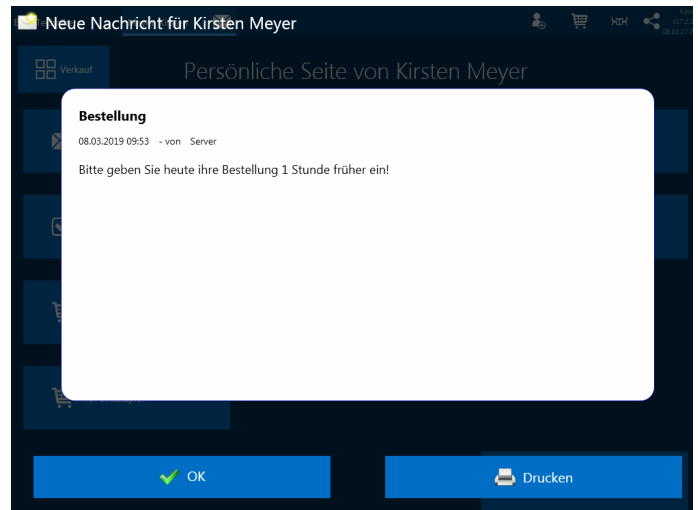 Neue Nachricht für Kirsten Meyer
Verkauf
Persönliche Seite von Kirsten Meyer
Bestellung
08.03.2019 09:53 - von Server
Bitte geben Sie heute ihre Bestellung 1 Stunde früher ein!
OK
Drucken